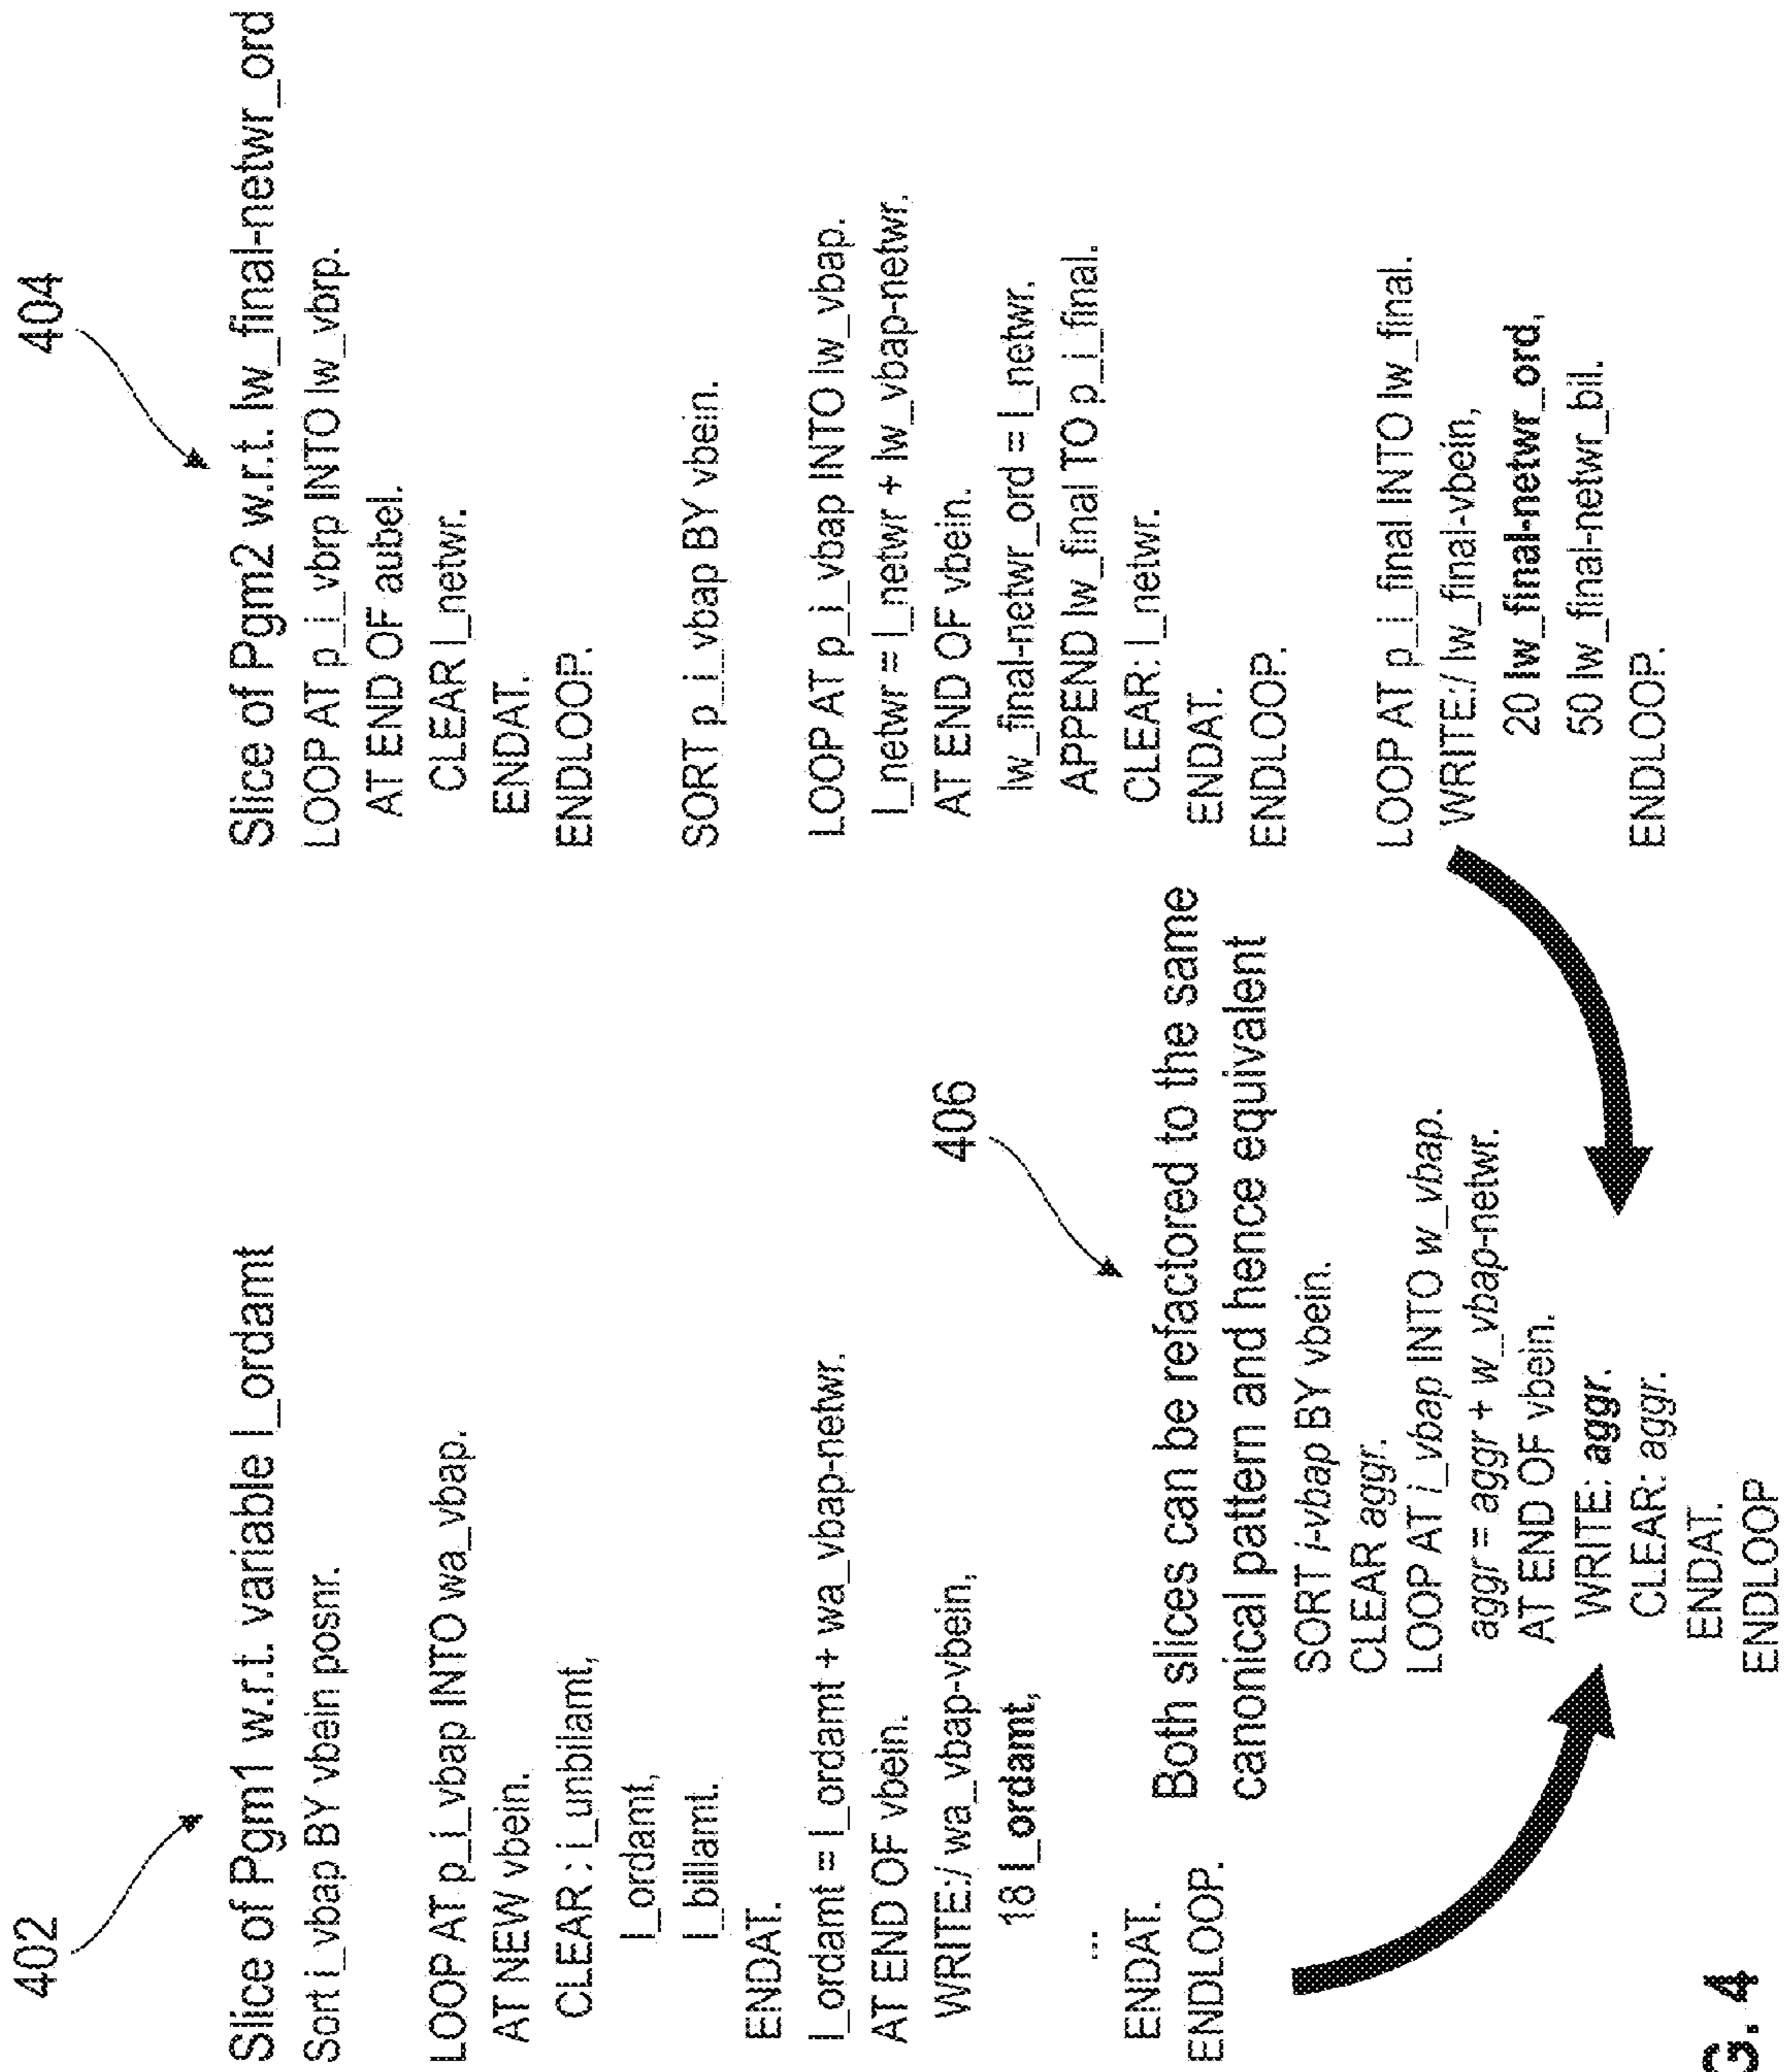 402
Slice of Pgm1 w.r.t. variable l_ordamt
Sort i_vbap BY vbein posnr.
LOOP AT p_i_vbap INTO wa_vbap.
AT NEW vbein.
CLEAR : i_unbilamt,
l_ordamt,
l_billamt.
ENDAT.
l_ordamt = l_ordamt + wa_vbap-netwr.
AT END OF vbein.
WRITE:/ wa_vbap-vbein,
18 l_ordamt,
...
ENDAT.
ENDLOOP.
404
Slice of Pgm2 w.r.t. lw_final-netwr_ord
LOOP AT p_i_vbrp INTO lw_vbrp.
AT END OF aubel.
CLEAR l_netwr.
ENDAT.
ENDLOOP.
SORT p_i_vbap BY vbein.
LOOP AT p_i_vbap INTO lw_vbap.
l_netwr = l_netwr + lw_vbap-netwr.
AT END OF vbein.
lw_final-netwr_ord = l_netwr.
APPEND lw_final TO p_i_final.
CLEAR: l_netwr.
ENDAT.
ENDLOOP.
LOOP AT p_i_final INTO lw_final.
WRITE:/ lw_final-vbein,
20 lw_final-netwr_ord,
50 lw_final-netwr_bil.
ENDLOOP.
406
Both slices can be refactored to the same
canonical pattern and hence equivalent
SORT i-vbap BY vbein.
CLEAR aggr.
LOOP AT i_vbap INTO w_vbap.
aggr = aggr + w_vbap-netwr.
AT END OF vbein.
WRITE: aggr.
CLEAR: aggr.
ENDAT.
ENDLOOP
G. 4